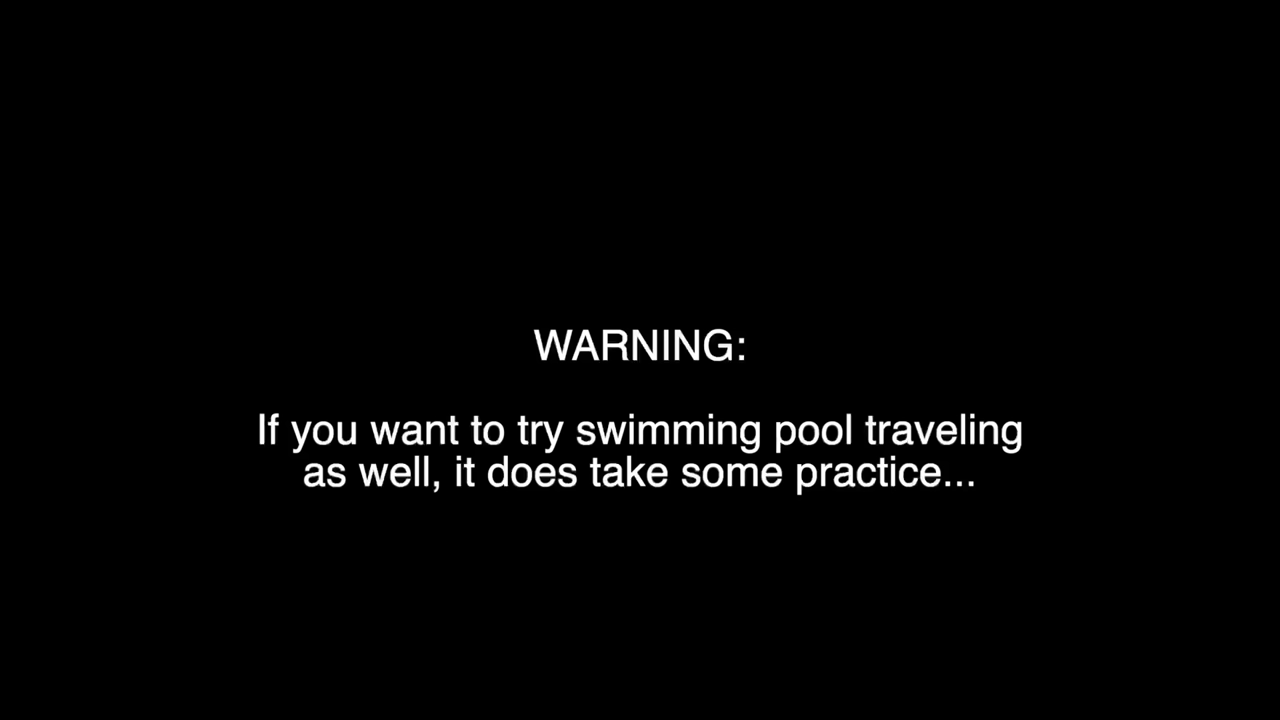 WARNING:
If you want to try swimming pool traveling
as well, it does take some practice...